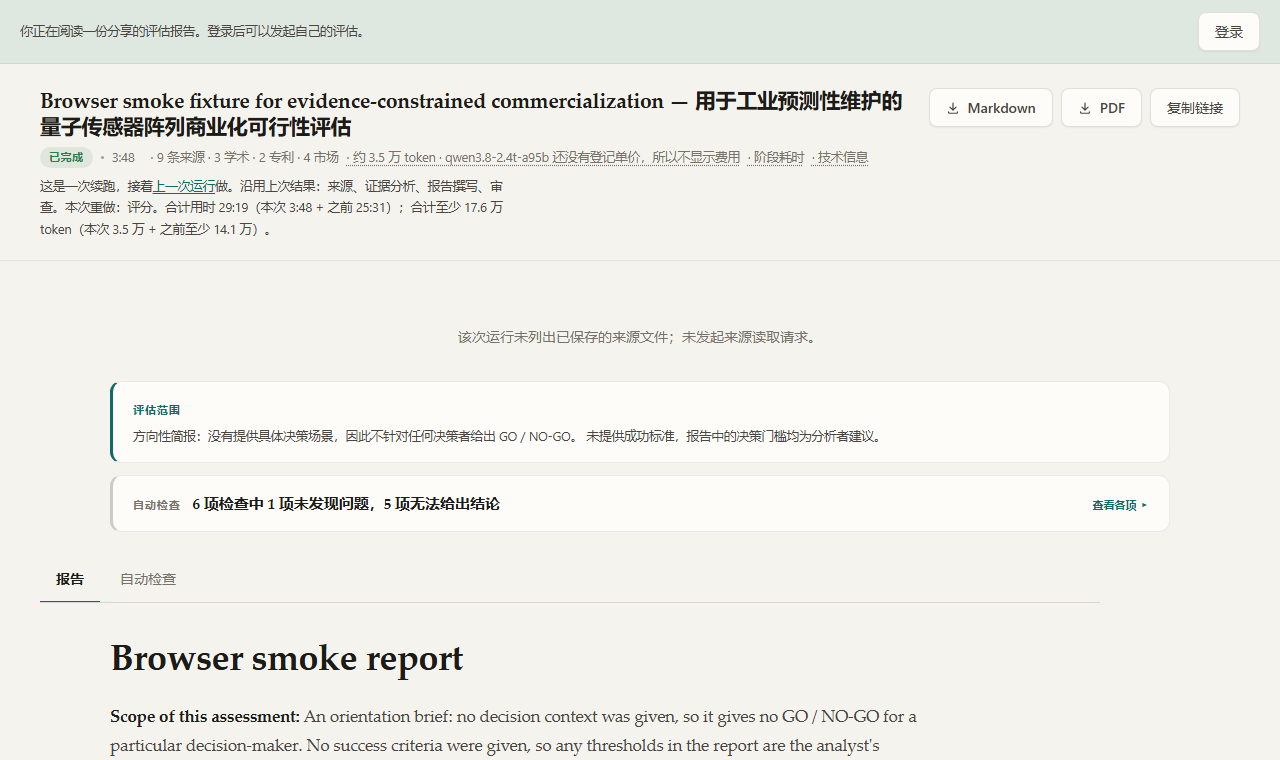 你正在阅读一份分享的评估报告。登录后可以发起自己的评估。
登录
Browser smoke fixture for evidence-constrained commercialization — 用于工业预测性维护的
量子传感器阵列商业化可行性评估
Markdown
PDF
复制链接
已完成 · 3:48 · 9 条来源 · 3 学术 · 2 专利 · 4 市场 · 约 3.5 万 token · qwen3.8-2.4t-a95b 还没有登记单价，所以不显示费用 · 阶段耗时 · 技术信息
这是一次续跑，接着上一次运行做。沿用上次结果：来源、证据分析、报告撰写、审
查。本次重做：评分。合计用时 29:19（本次 3:48 + 之前 25:31）；合计至少 17.6 万
token（本次 3.5 万 + 之前至少 14.1 万）。
该次运行未列出已保存的来源文件；未发起来源读取请求。
评估范围
方向性简报：没有提供具体决策场景，因此不针对任何决策者给出 GO / NO-GO。 未提供成功标准，报告中的决策门槛均为分析者建议。
自动检查 6 项检查中 1 项未发现问题，5 项无法给出结论
查看各项 ▸
报告
自动检查
Browser smoke report
Scope of this assessment: An orientation brief: no decision context was given, so it gives no GO / NO-GO for a
particular decision-maker. No success criteria were given, so any thresholds in the report are the analyst's